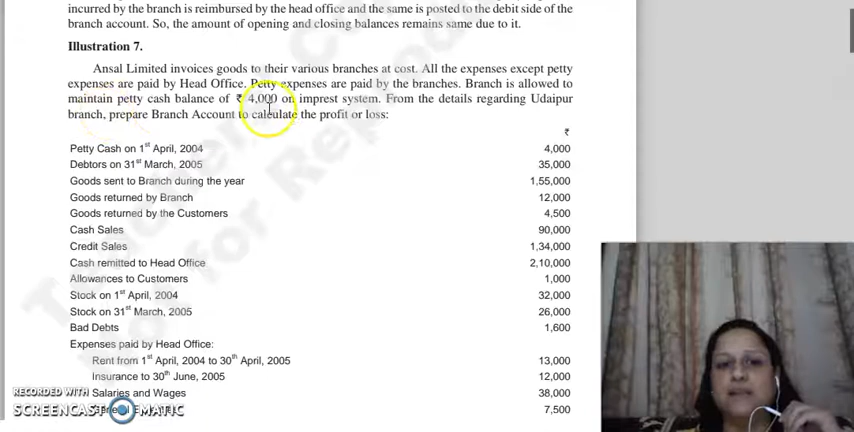 incurred by the branch is reimbursed by the head office and the same is posted to the debit side of the
branch account. So, the amount of opening and closing balances remains same due to it.
Illustration 7.
Ansal Limited invoices goods to their various branches at cost. All the expenses except petty
expenses are paid by Head Office. Petty expenses are paid by the branches. Branch is allowed to
maintain petty cash balance of ₹ 4,000 on imprest system. From the details regarding Udaipur
branch, prepare Branch Account to calculate the profit or loss:
₹
Petty Cash on 1st April, 2004 4,000
Debtors on 31st March, 2005 35,000
Goods sent to Branch during the year 1,55,000
Goods returned by Branch 12,000
Goods returned by the Customers 4,500
Cash Sales 90,000
Credit Sales 1,34,000
Cash remitted to Head Office 2,10,000
Allowances to Customers 1,000
Stock on 1st April, 2004 32,000
Stock on 31st March, 2005 26,000
Bad Debts 1,600
Expenses paid by Head Office:
Rent from 1st April, 2004 to 30th April, 2005 13,000
Insurance to 30th June, 2005 12,000
Salaries and Wages 38,000
7,500
RECORDED WITH
SCREENCAST MATIC